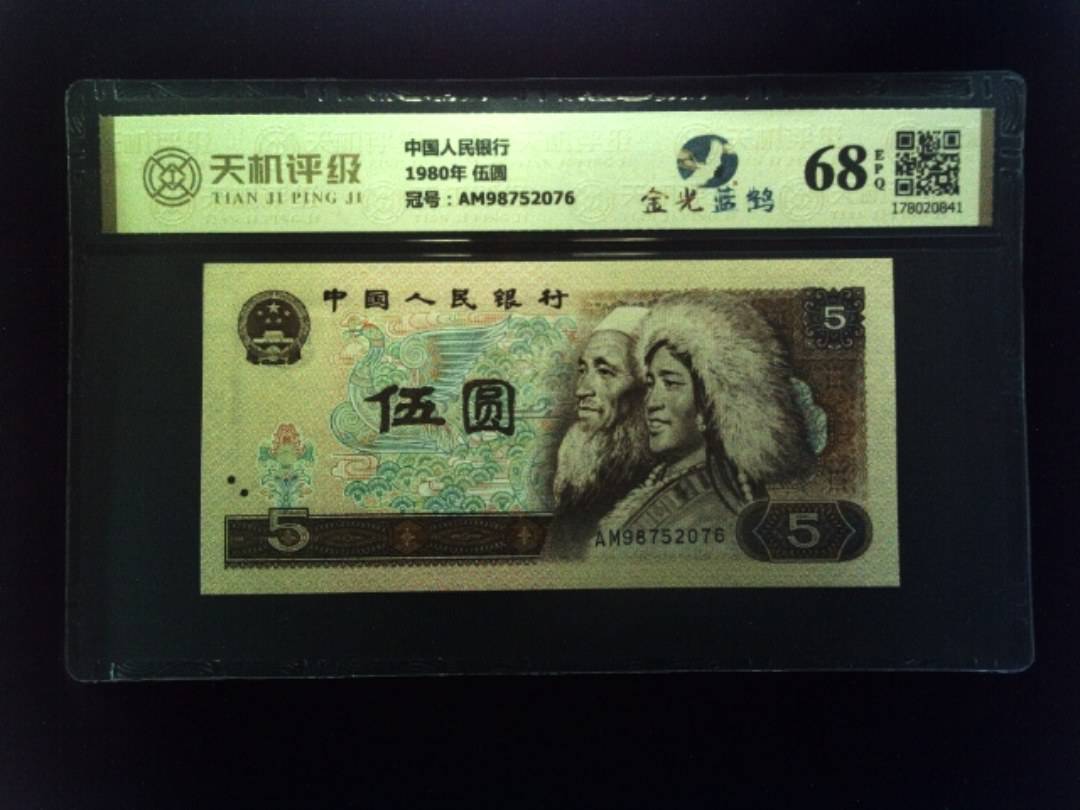 天机评级
TIAN JI PING JI
中国人民银行
1980年 伍圆
冠号：AM98752076
金光蓝鹤
68
EPQ
178020841
中国人民银行
5
伍圆
5
AM98752076
5